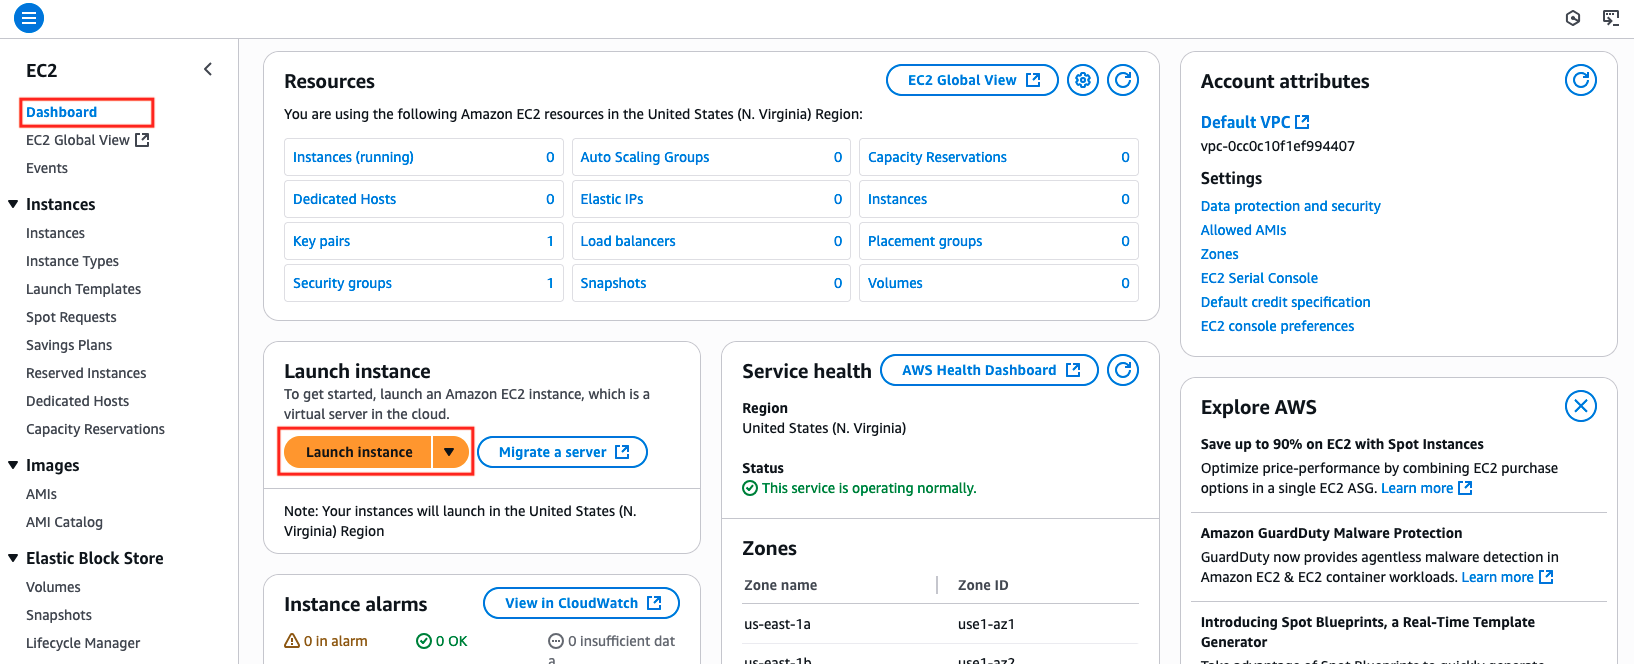 EC2
Dashboard
EC2 Global View
Events
Instances
Instances
Instance Types
Launch Templates
Spot Requests
Savings Plans
Reserved Instances
Dedicated Hosts
Capacity Reservations
Images
AMIs
AMI Catalog
Elastic Block Store
Volumes
Snapshots
Lifecycle Manager
Resources
EC2 Global View
You are using the following Amazon EC2 resources in the United States (N. Virginia) Region:
Instances (running) 0
Auto Scaling Groups 0
Capacity Reservations 0
Dedicated Hosts 0
Elastic IPs 0
Instances 0
Key pairs 1
Load balancers 0
Placement groups 0
Security groups 1
Snapshots 0
Volumes 0
Launch instance
To get started, launch an Amazon EC2 instance, which is a
virtual server in the cloud.
Launch instance
Migrate a server
Note: Your instances will launch in the United States (N.
Virginia) Region
Instance alarms
View in CloudWatch
0 in alarm
0 OK
0 insufficient dat
a
Service health
AWS Health Dashboard
Region
United States (N. Virginia)
Status
This service is operating normally.
Zones
Zone name
Zone ID
us-east-1a
use1-az1
us-east-1b
use1-az2
Account attributes
Default VPC
vpc-0cc0c10f1ef994407
Settings
Data protection and security
Allowed AMIs
Zones
EC2 Serial Console
Default credit specification
EC2 console preferences
Explore AWS
Save up to 90% on EC2 with Spot Instances
Optimize price-performance by combining EC2 purchase
options in a single EC2 ASG. Learn more
Amazon GuardDuty Malware Protection
GuardDuty now provides agentless malware detection in
Amazon EC2 & EC2 container workloads. Learn more
Introducing Spot Blueprints, a Real-Time Template
Generator